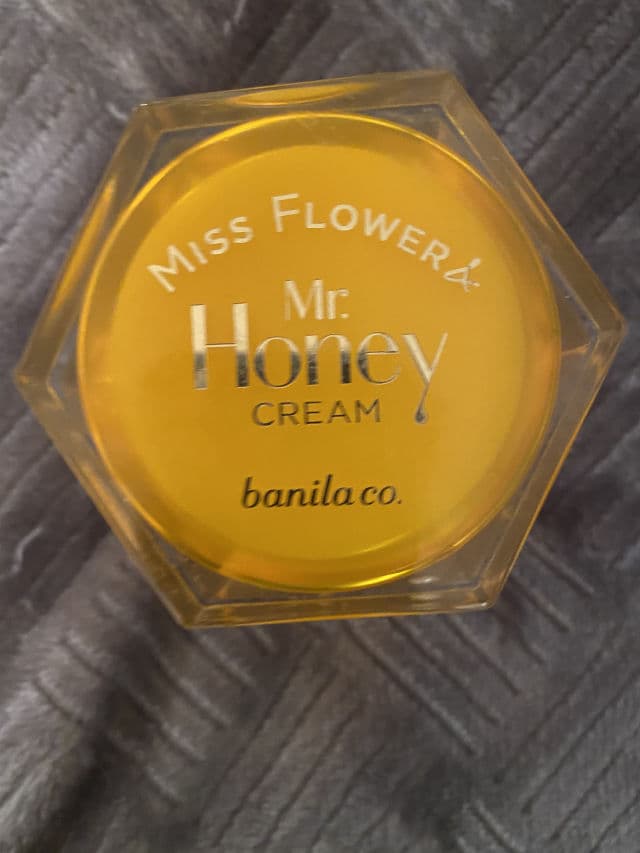 Miss Flower &
Mr.
Honey
CREAM
banila co.